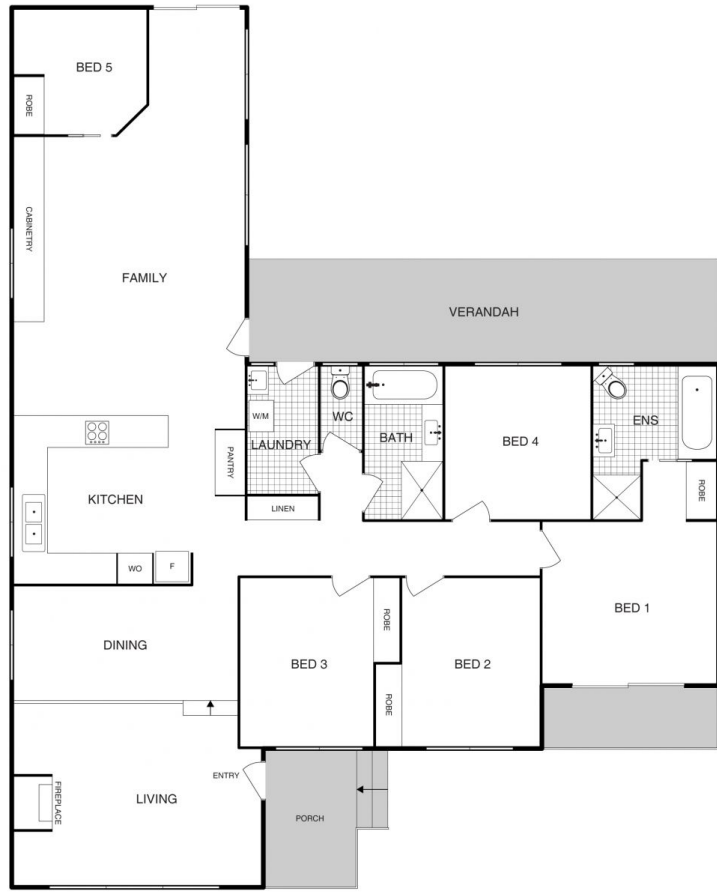 BED 5
ROBE
CABINETRY
FAMILY
VERANDAH
W/M
LAUNDRY
WC
BATH
BED 4
ENS
ROBE
PANTRY
KITCHEN
LINEN
WO
F
DINING
BED 3
ROBE
ROBE
BED 2
BED 1
LIVING
FIREPLACE
ENTRY
PORCH